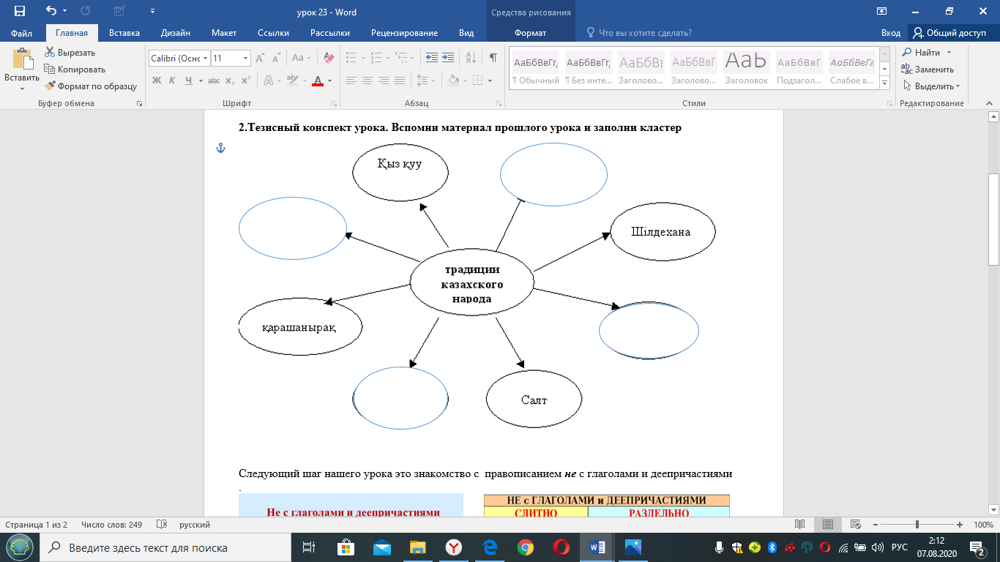 урок 23 - Word
Средства рисования
Файл Главная Вставка Дизайн Макет Ссылки Рассылки Рецензирование Вид Формат Что вы хотите сделать? Вход Общий доступ
Вставить
Вырезать
Копировать
Формат по образцу
Буфер обмена
Calibri (Оснс 11
Ж К Ч abc x₂ x²
Шрифт
Абзац
АаБбВвГг, АаБбВвГг, АаБбВв АаБбВвГ АаБ АаБбВвГ АаБбВвГг
¶ Обычный ¶ Без инте... Заголово... Заголово... Заголовок Подзагол... Слабое в...
Стили
Найти
Заменить
Выделить
Редактирование
2.Тезисный конспект урока. Вспомни материал прошлого урока и заполни кластер
Қыз қуу
Шілдехана
традиции
казахского
народа
қарашанырақ
Салт
Следующий шаг нашего урока это знакомство с правописанием не с глаголами и деепричастиями
.
Не с глаголами и деепричастиями
НЕ с ГЛАГОЛАМИ и ДЕЕПРИЧАСТИЯМИ
СЛИТНО РАЗДЕЛЬНО
Страница 1 из 2 Число слов: 249 русский 100%
Введите здесь текст для поиска
РУС
2:12
07.08.2020
2